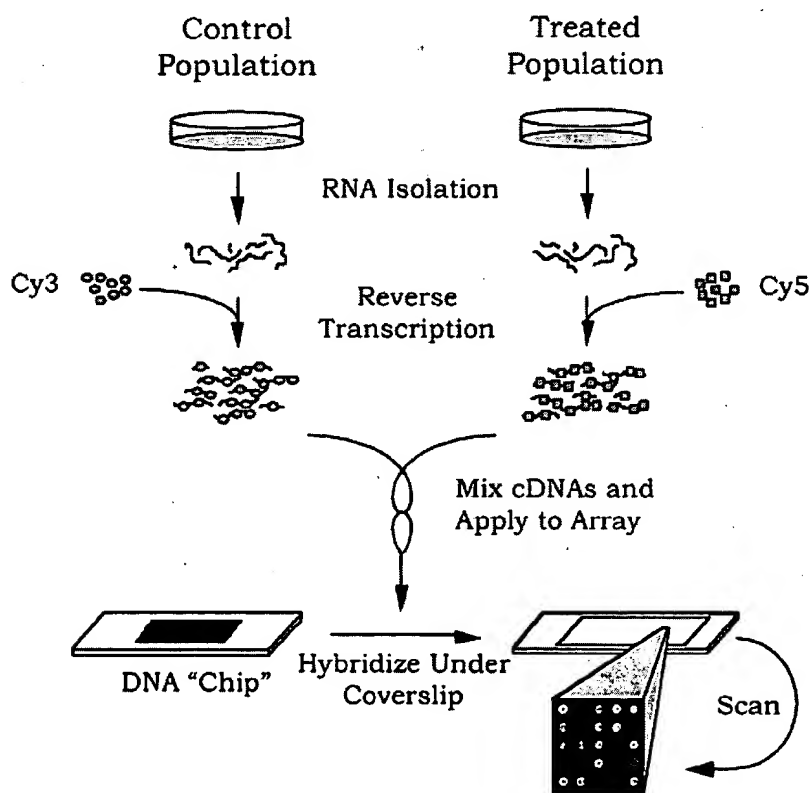 Control
Population
Treated
Population
RNA Isolation
Cy3
Reverse
Transcription
Cy5
Mix cDNAs and
Apply to Array
DNA “Chip”
Hybridize Under
Coverslip
Scan